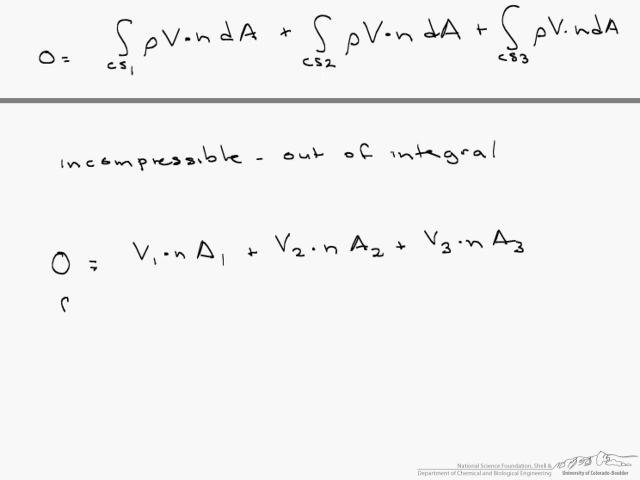 0 = ∫ ρV·n dA + ∫ ρV·n dA + ∫ ρV·n dA
cs1 cs2 cs3
incompressible - out of integral
0 = V1·n A1 + V2·n A2 + V3·n A3
National Science Foundation, Shell &
Department of Chemical and Biological Engineering
University of Colorado-Boulder